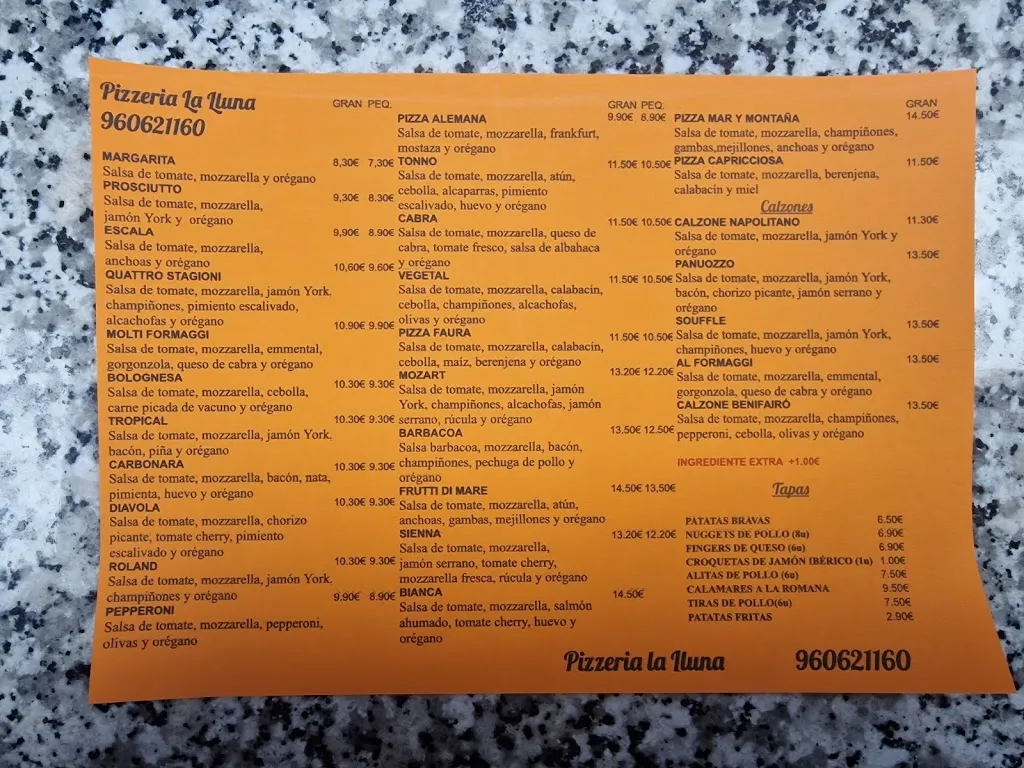 Pizzeria La Lluna
960621160
GRAN PEQ.
MARGARITA 8,30€ 7,30€
Salsa de tomate, mozzarella y orégano
PROSCIUTTO 9,30€ 8.30€
Salsa de tomate, mozzarella,
jamón York y orégano
ESCALA 9,90€ 8.90€
Salsa de tomate, mozzarella,
anchoas y orégano
QUATTRO STAGIONI 10,60€ 9.60€
Salsa de tomate, mozzarella, jamón York.
champiñones, pimiento escalivado,
alcachofas y orégano
MOLTI FORMAGGI 10.90€ 9.90€
Salsa de tomate, mozzarella, emmental,
gorgonzola, queso de cabra y orégano
BOLOGNESA 10.30€ 9.30€
Salsa de tomate, mozzarella, cebolla,
carne picada de vacuno y orégano
TROPICAL 10.30€ 9.30€
Salsa de tomate, mozzarella, jamón York.
bacón, piña y orégano
CARBONARA 10.30€ 9.30€
Salsa de tomate, mozzarella, bacón, nata,
pimienta, huevo y orégano
DIAVOLA 10.30€ 9.30€
Salsa de tomate, mozzarella, chorizo
picante, tomate cherry, pimiento
escalivado y orégano
ROLAND 10.30€ 9.30€
Salsa de tomate, mozzarella, jamón York.
champiñones y orégano
PEPPERONI 9.90€ 8.90€
Salsa de tomate, mozzarella, pepperoni,
olivas y orégano
GRAN PEQ.
PIZZA ALEMANA 9.90€ 8.90€
Salsa de tomate, mozzarella, frankfurt,
mostaza y orégano
TONNO 11.50€ 10.50€
Salsa de tomate, mozzarella, atún,
cebolla, alcaparras, pimiento
escalivado, huevo y orégano
CABRA 11.50€ 10.50€
Salsa de tomate, mozzarella, queso de
cabra, tomate fresco, salsa de albahaca
y orégano
VEGETAL 11.50€ 10.50€
Salsa de tomate, mozzarella, calabacín,
cebolla, champiñones, alcachofas,
olivas y orégano
PIZZA FAURA 11.50€ 10.50€
Salsa de tomate, mozzarella, calabacín,
cebolla, maíz, berenjena y orégano
MOZART 13.20€ 12.20€
Salsa de tomate, mozzarella, jamón
York, champiñones, alcachofas, jamón
serrano, rúcula y orégano
BARBACOA 13.50€ 12.50€
Salsa barbacoa, mozzarella, bacón,
champiñones, pechuga de pollo y
orégano
FRUTTI DI MARE 14.50€ 13,50€
Salsa de tomate, mozzarella, atún,
anchoas, gambas, mejillones y orégano
SIENNA 13.20€ 12.20€
Salsa de tomate, mozzarella,
jamón serrano, tomate cherry,
mozzarella fresca, rúcula y orégano
BIANCA 14.50€
Salsa de tomate, mozzarella, salmón
ahumado, tomate cherry, huevo y
orégano
GRAN
PIZZA MAR Y MONTAÑA 14.50€
Salsa de tomate, mozzarella, champiñones,
gambas,mejillones, anchoas y orégano
PIZZA CAPRICCIOSA 11.50€
Salsa de tomate, mozzarella, berenjena,
calabacín y miel
Calzones
CALZONE NAPOLITANO 11.30€
Salsa de tomate, mozzarella, jamón York y
orégano
PANUOZZO 13.50€
Salsa de tomate, mozzarella, jamón York,
bacón, chorizo picante, jamón serrano y
orégano
SOUFFLE 13.50€
Salsa de tomate, mozzarella, jamón York,
champiñones, huevo y orégano
AL FORMAGGI 13.50€
Salsa de tomate, mozzarella, emmental,
gorgonzola, queso de cabra y orégano
CALZONE BENIFAIRÓ 13.50€
Salsa de tomate, mozzarella, champiñones,
pepperoni, cebolla, olivas y orégano
INGREDIENTE EXTRA +1.00€
Tapas
PATATAS BRAVAS 6.50€
NUGGETS DE POLLO (8u) 6.90€
FINGERS DE QUESO (6u) 6.90€
CROQUETAS DE JAMÓN IBÉRICO (1u) 1.00€
ALITAS DE POLLO (6u) 7.50€
CALAMARES A LA ROMANA 9.50€
TIRAS DE POLLO(6u) 7.50€
PATATAS FRITAS 2.90€
Pizzeria la Lluna 960621160